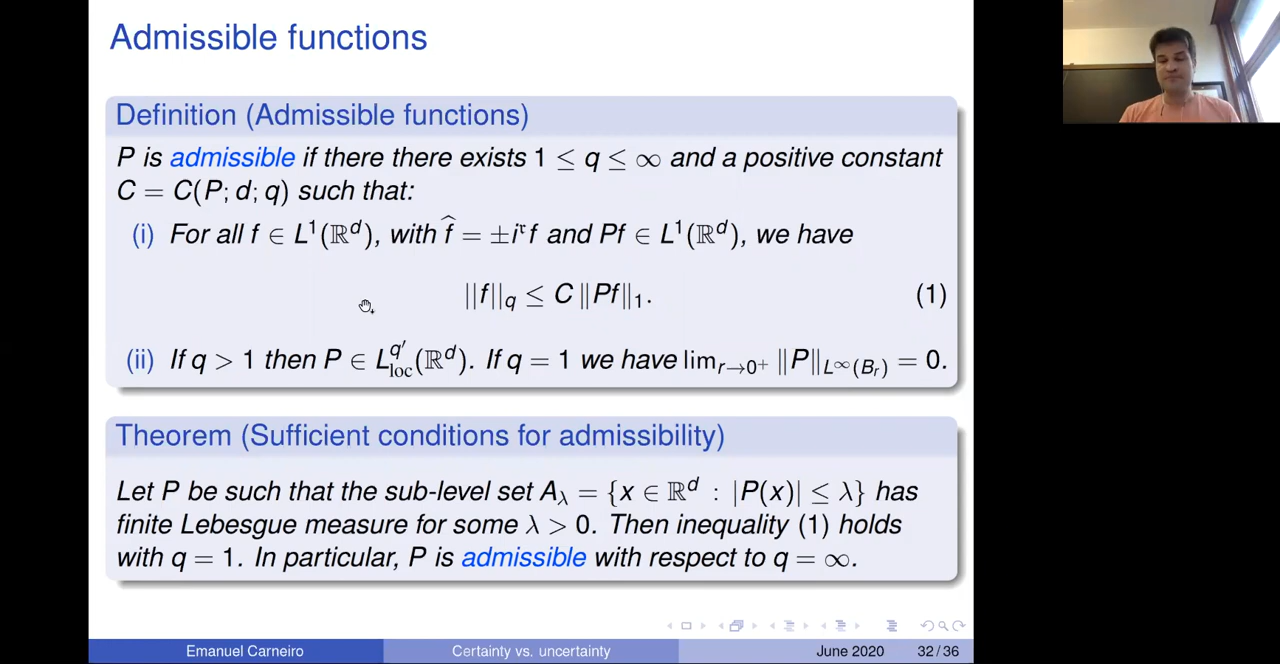 Admissible functions
Definition (Admissible functions)
P is admissible if there there exists 1 ≤ q ≤ ∞ and a positive constant
C = C(P; d; q) such that:
(i) For all f ∈ L¹(ℝᵈ), with f̂ = ±iᵗf and Pf ∈ L¹(ℝᵈ), we have
||f||_q ≤ C ‖Pf‖₁. (1)
(ii) If q > 1 then P ∈ L^{q′}_{loc}(ℝᵈ). If q = 1 we have lim_{r→0⁺} ‖P‖_{L^∞(B_r)} = 0.
Theorem (Sufficient conditions for admissibility)
Let P be such that the sub-level set A_λ = {x ∈ ℝᵈ : |P(x)| ≤ λ} has
finite Lebesgue measure for some λ > 0. Then inequality (1) holds
with q = 1. In particular, P is admissible with respect to q = ∞.
Emanuel Carneiro Certainty vs. uncertainty June 2020 32 / 36